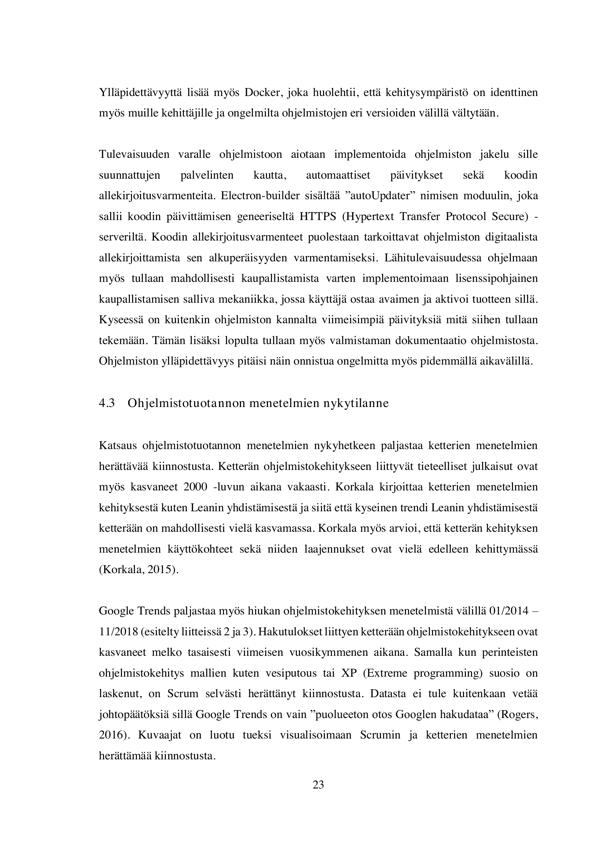 Ylläpidettävyyttä lisää myös Docker, joka huolehtii, että kehitysympäristö on identtinen
myös muille kehittäjille ja ongelmilta ohjelmistojen eri versioiden välillä vältytään.
Tulevaisuuden varalle ohjelmistoon aiotaan implementoida ohjelmiston jakelu sille
suunnattujen palvelinten kautta, automaattiset päivitykset sekä koodin
allekirjoitusvarmenteita. Electron-builder sisältää ”autoUpdater” nimisen moduulin, joka
sallii koodin päivittämisen geneeriseltä HTTPS (Hypertext Transfer Protocol Secure) -
serveriltä. Koodin allekirjoitusvarmenteet puolestaan tarkoittavat ohjelmiston digitaalista
allekirjoittamista sen alkuperäisyyden varmentamiseksi. Lähitulevaisuudessa ohjelmaan
myös tullaan mahdollisesti kaupallistamista varten implementoimaan lisenssipohjainen
kaupallistamisen salliva mekaniikka, jossa käyttäjä ostaa avaimen ja aktivoi tuotteen sillä.
Kyseessä on kuitenkin ohjelmiston kannalta viimeisimpiä päivityksiä mitä siihen tullaan
tekemään. Tämän lisäksi lopulta tullaan myös valmistaman dokumentaatio ohjelmistosta.
Ohjelmiston ylläpidettävyys pitäisi näin onnistua ongelmitta myös pidemmällä aikavälillä.
4.3 Ohjelmistotuotannon menetelmien nykytilanne
Katsaus ohjelmistotuotannon menetelmien nykyhetkeen paljastaa ketterien menetelmien
herättävää kiinnostusta. Ketterän ohjelmistokehitykseen liittyvät tieteelliset julkaisut ovat
myös kasvaneet 2000 -luvun aikana vakaasti. Korkala kirjoittaa ketterien menetelmien
kehityksestä kuten Leanin yhdistämisestä ja siitä että kyseinen trendi Leanin yhdistämisestä
ketterään on mahdollisesti vielä kasvamassa. Korkala myös arvioi, että ketterän kehityksen
menetelmien käyttökohteet sekä niiden laajennukset ovat vielä edelleen kehittymässä
(Korkala, 2015).
Google Trends paljastaa myös hiukan ohjelmistokehityksen menetelmistä välillä 01/2014 –
11/2018 (esitelty liitteissä 2 ja 3). Hakutulokset liittyen ketterään ohjelmistokehitykseen ovat
kasvaneet melko tasaisesti viimeisen vuosikymmenen aikana. Samalla kun perinteisten
ohjelmistokehitys mallien kuten vesiputous tai XP (Extreme programming) suosio on
laskenut, on Scrum selvästi herättänyt kiinnostusta. Datasta ei tule kuitenkaan vetää
johtopäätöksiä sillä Google Trends on vain ”puolueeton otos Googlen hakudataa” (Rogers,
2016). Kuvaajat on luotu tueksi visualisoimaan Scrumin ja ketterien menetelmien
herättämää kiinnostusta.
23